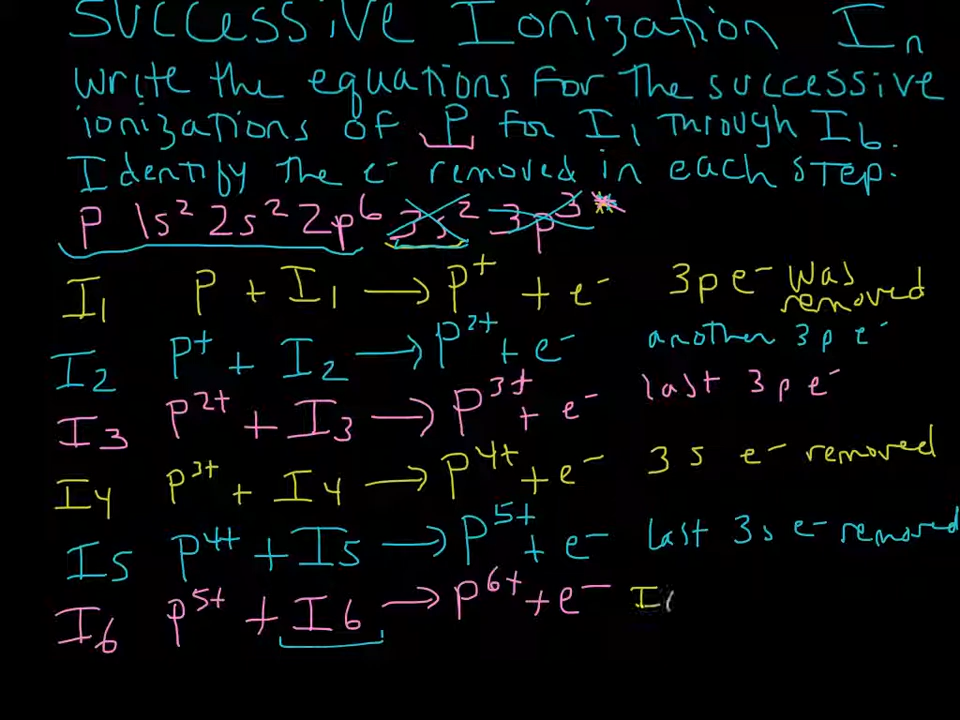 SUCCESSIVE Ionization In
Write the equations for the successive
ionizations of P for I1 through I6.
Identify the e⁻ removed in each step.
P 1s² 2s² 2p⁶ 3s² 3p³ *
I1 P + I1 → P⁺ + e⁻ 3p e⁻ was removed
I2 P⁺ + I2 → P²⁺ + e⁻ another 3p e⁻
I3 P²⁺ + I3 → P³⁺ + e⁻ last 3p e⁻
I4 P³⁺ + I4 → P⁴⁺ + e⁻ 3s e⁻ removed
I5 P⁴⁺ + I5 → P⁵⁺ + e⁻ last 3s e⁻ removed
I6 P⁵⁺ + I6 → P⁶⁺ + e⁻ I